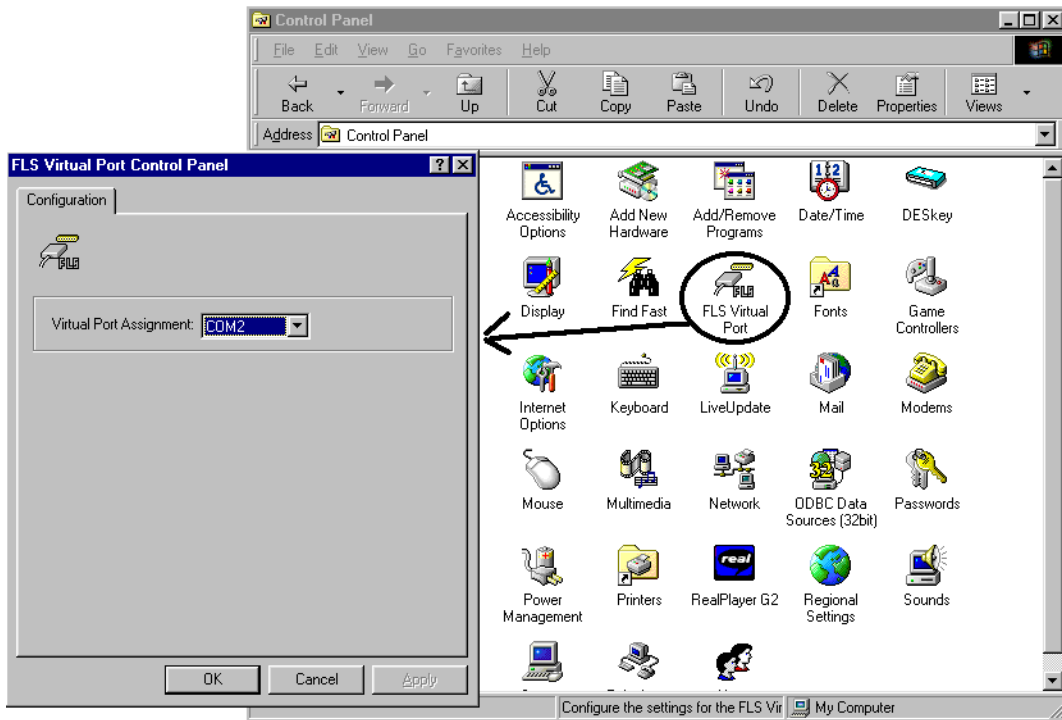 Control Panel
File Edit View Go Favorites Help
Back Forward Up Cut Copy Paste Undo Delete Properties Views
Address Control Panel
FLS Virtual Port Control Panel
Configuration
FLS
Virtual Port Assignment: COM2
OK Cancel Apply
Accessibility Options
Add New Hardware
Add/Remove Programs
Date/Time
DESkey
Display
Find Fast
FLS
FLS Virtual Port
Fonts
Game Controllers
Internet Options
Keyboard
LiveUpdate
Mail
Modems
Mouse
Multimedia
Network
32
ODBC Data Sources (32bit)
Passwords
Power Management
Printers
real
RealPlayer G2
Regional Settings
Sounds
Configure the settings for the FLS Vir
My Computer